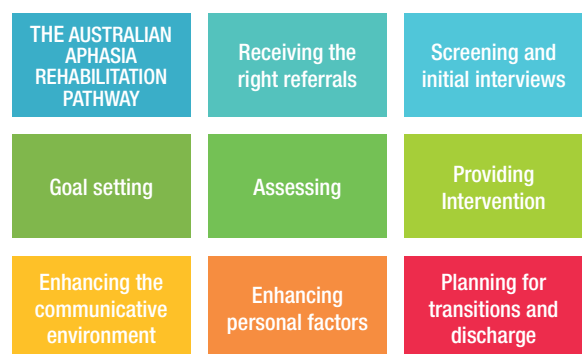 THE AUSTRALIAN
APHASIA
REHABILITATION
PATHWAY
Receiving the
right referrals
Screening and
initial interviews
Goal setting
Assessing
Providing
Intervention
Enhancing the
communicative
environment
Enhancing
personal factors
Planning for
transitions and
discharge